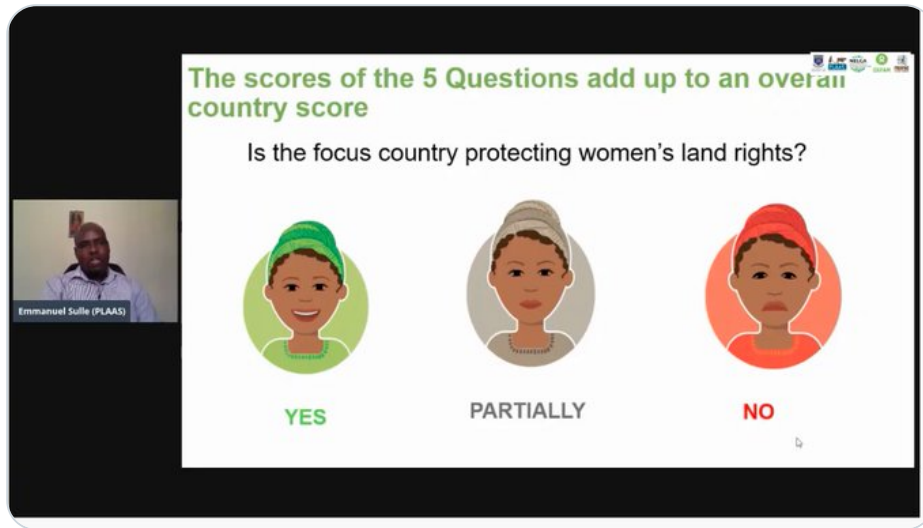 The scores of the 5 Questions add up to an overall
country score
Is the focus country protecting women's land rights?
Emmanuel Sulle (PLAAS)
YES
PARTIALLY
NO